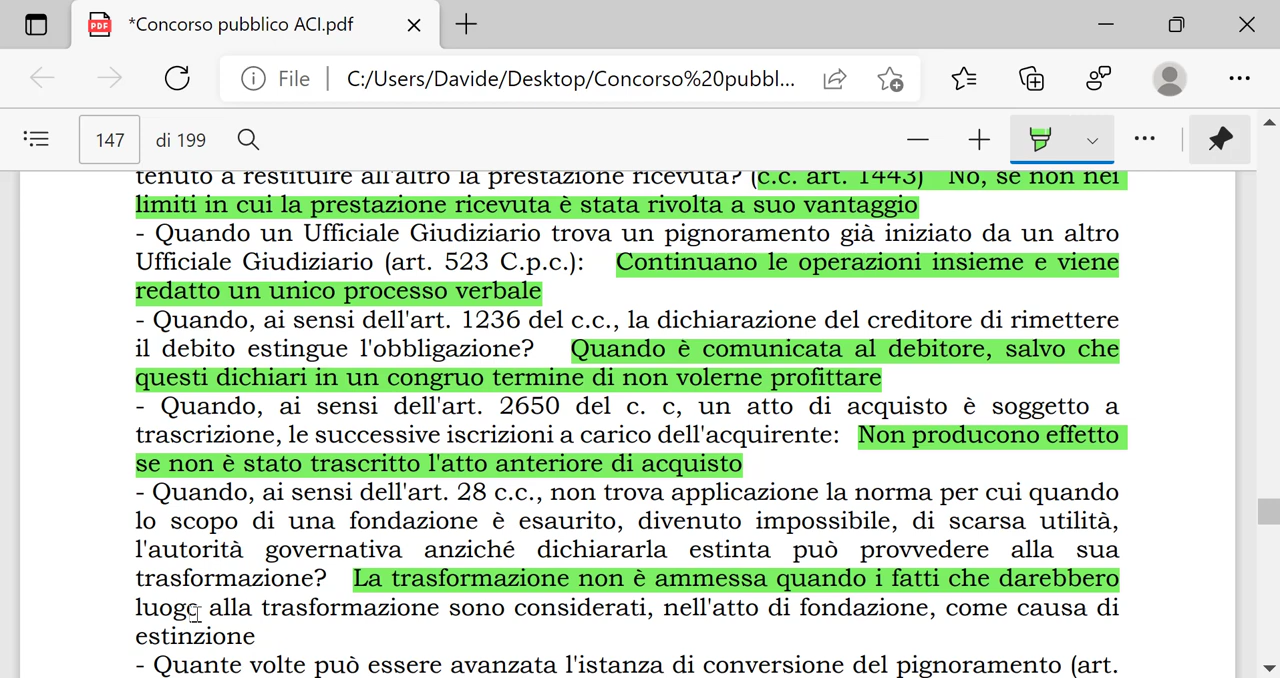 *Concorso pubblico ACI.pdf
File | C:/Users/Davide/Desktop/Concorso%20pubbl...
147 di 199
tenuto a restituire all'altro la prestazione ricevuta? (c.c. art. 1443) No, se non nei
limiti in cui la prestazione ricevuta è stata rivolta a suo vantaggio
- Quando un Ufficiale Giudiziario trova un pignoramento già iniziato da un altro
Ufficiale Giudiziario (art. 523 C.p.c.): Continuano le operazioni insieme e viene
redatto un unico processo verbale
- Quando, ai sensi dell'art. 1236 del c.c., la dichiarazione del creditore di rimettere
il debito estingue l'obbligazione? Quando è comunicata al debitore, salvo che
questi dichiari in un congruo termine di non volerne profittare
- Quando, ai sensi dell'art. 2650 del c. c, un atto di acquisto è soggetto a
trascrizione, le successive iscrizioni a carico dell'acquirente: Non producono effetto
se non è stato trascritto l'atto anteriore di acquisto
- Quando, ai sensi dell'art. 28 c.c., non trova applicazione la norma per cui quando
lo scopo di una fondazione è esaurito, divenuto impossibile, di scarsa utilità,
l'autorità governativa anziché dichiararla estinta può provvedere alla sua
trasformazione? La trasformazione non è ammessa quando i fatti che darebbero
luogo alla trasformazione sono considerati, nell'atto di fondazione, come causa di
estinzione
- Quante volte può essere avanzata l'istanza di conversione del pignoramento (art.